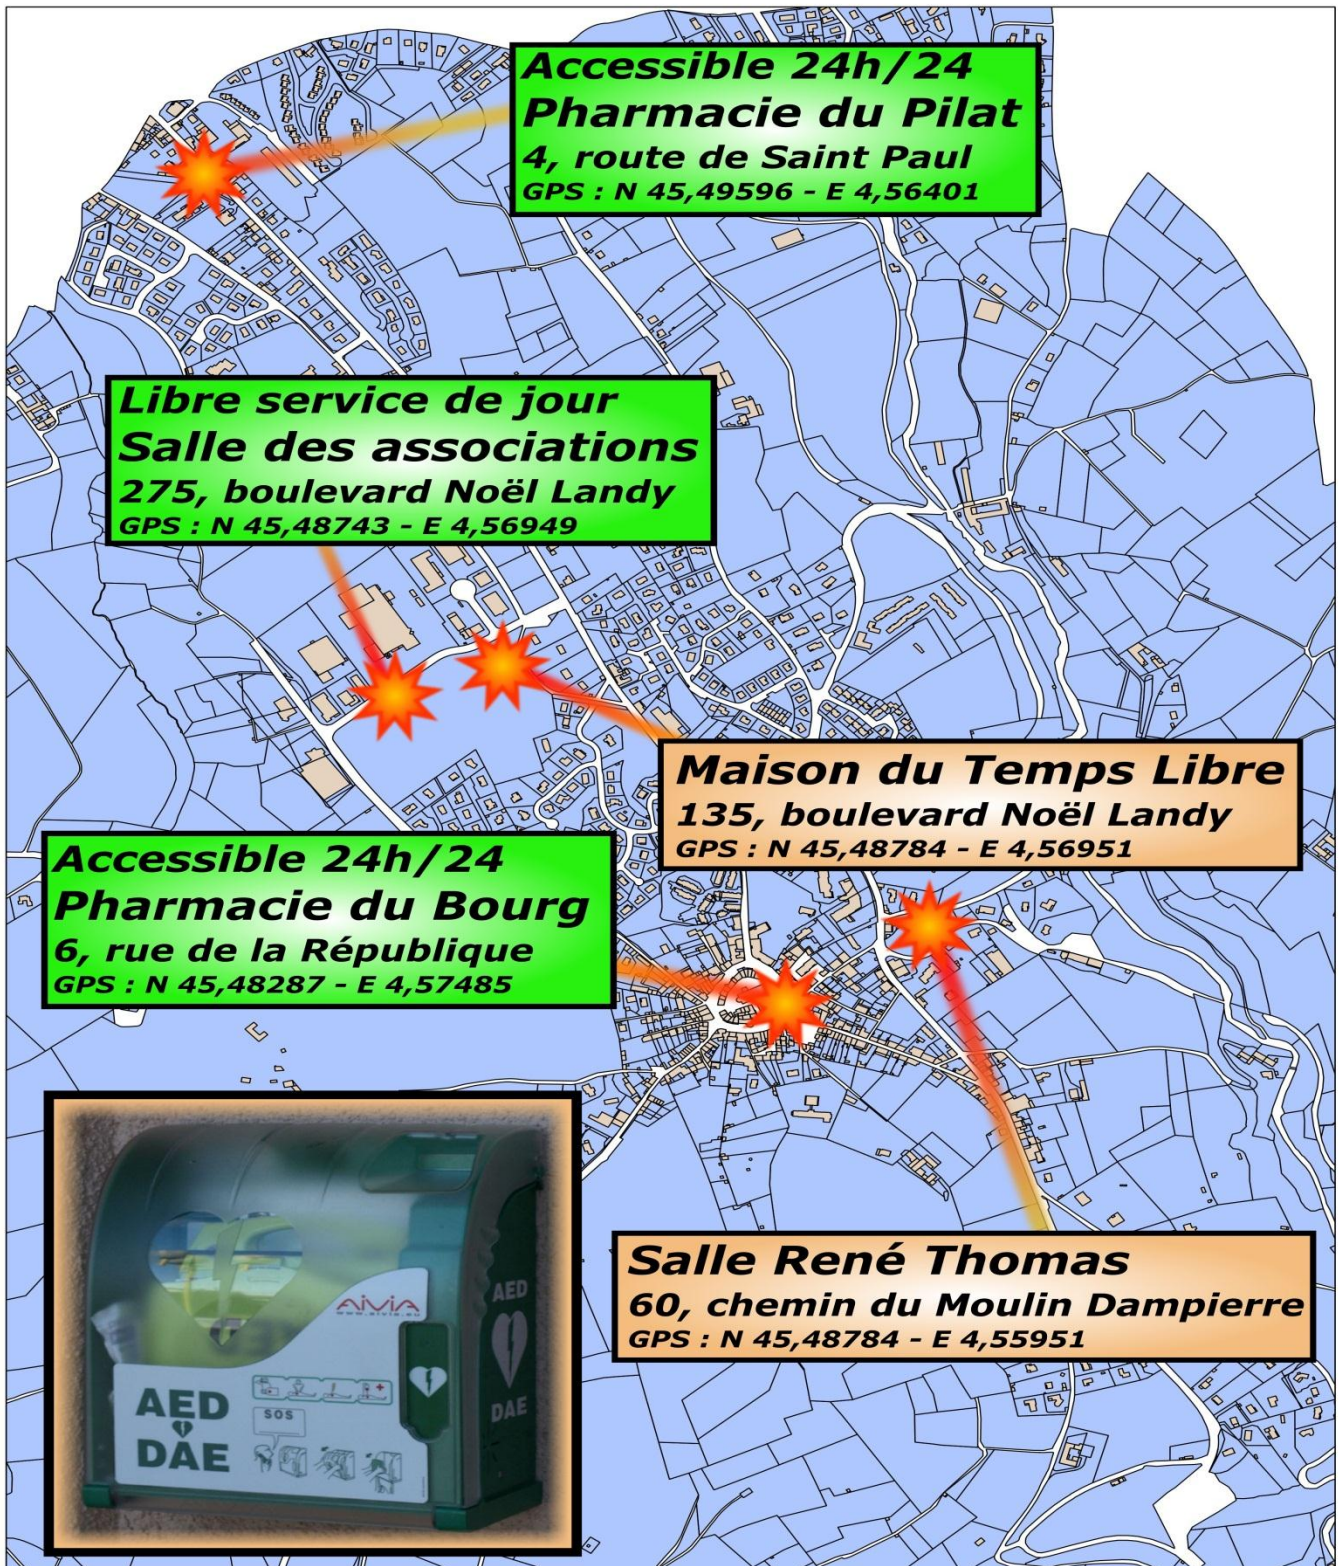 Accessible 24h/24
Pharmacie du Pilat
4, route de Saint Paul
GPS : N 45,49596 - E 4,56401
Libre service de jour
Salle des associations
275, boulevard Noël Landy
GPS : N 45,48743 - E 4,56949
Maison du Temps Libre
135, boulevard Noël Landy
GPS : N 45,48784 - E 4,56951
Accessible 24h/24
Pharmacie du Bourg
6, rue de la République
GPS : N 45,48287 - E 4,57485
Salle René Thomas
60, chemin du Moulin Dampierre
GPS : N 45,48784 - E 4,55951
AIVIA
www.aivia.eu
AED
DAE
SOS
AED
DAE